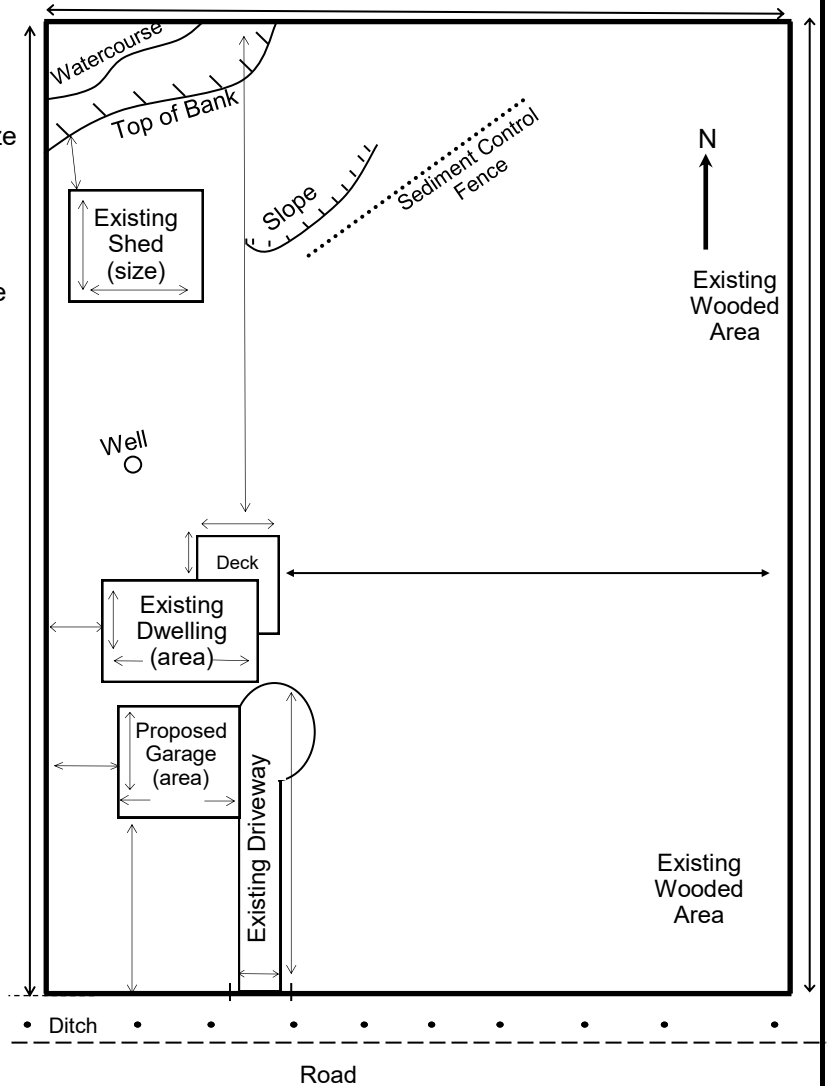 Watercourse
Top of Bank
ze
Slope
Sediment Control
Fence
N
Existing
Shed
(size)
e
Existing
Wooded
Area
Well
Deck
Existing
Dwelling
(area)
Proposed
Garage
(area)
Existing Driveway
Existing
Wooded
Area
Ditch
Road